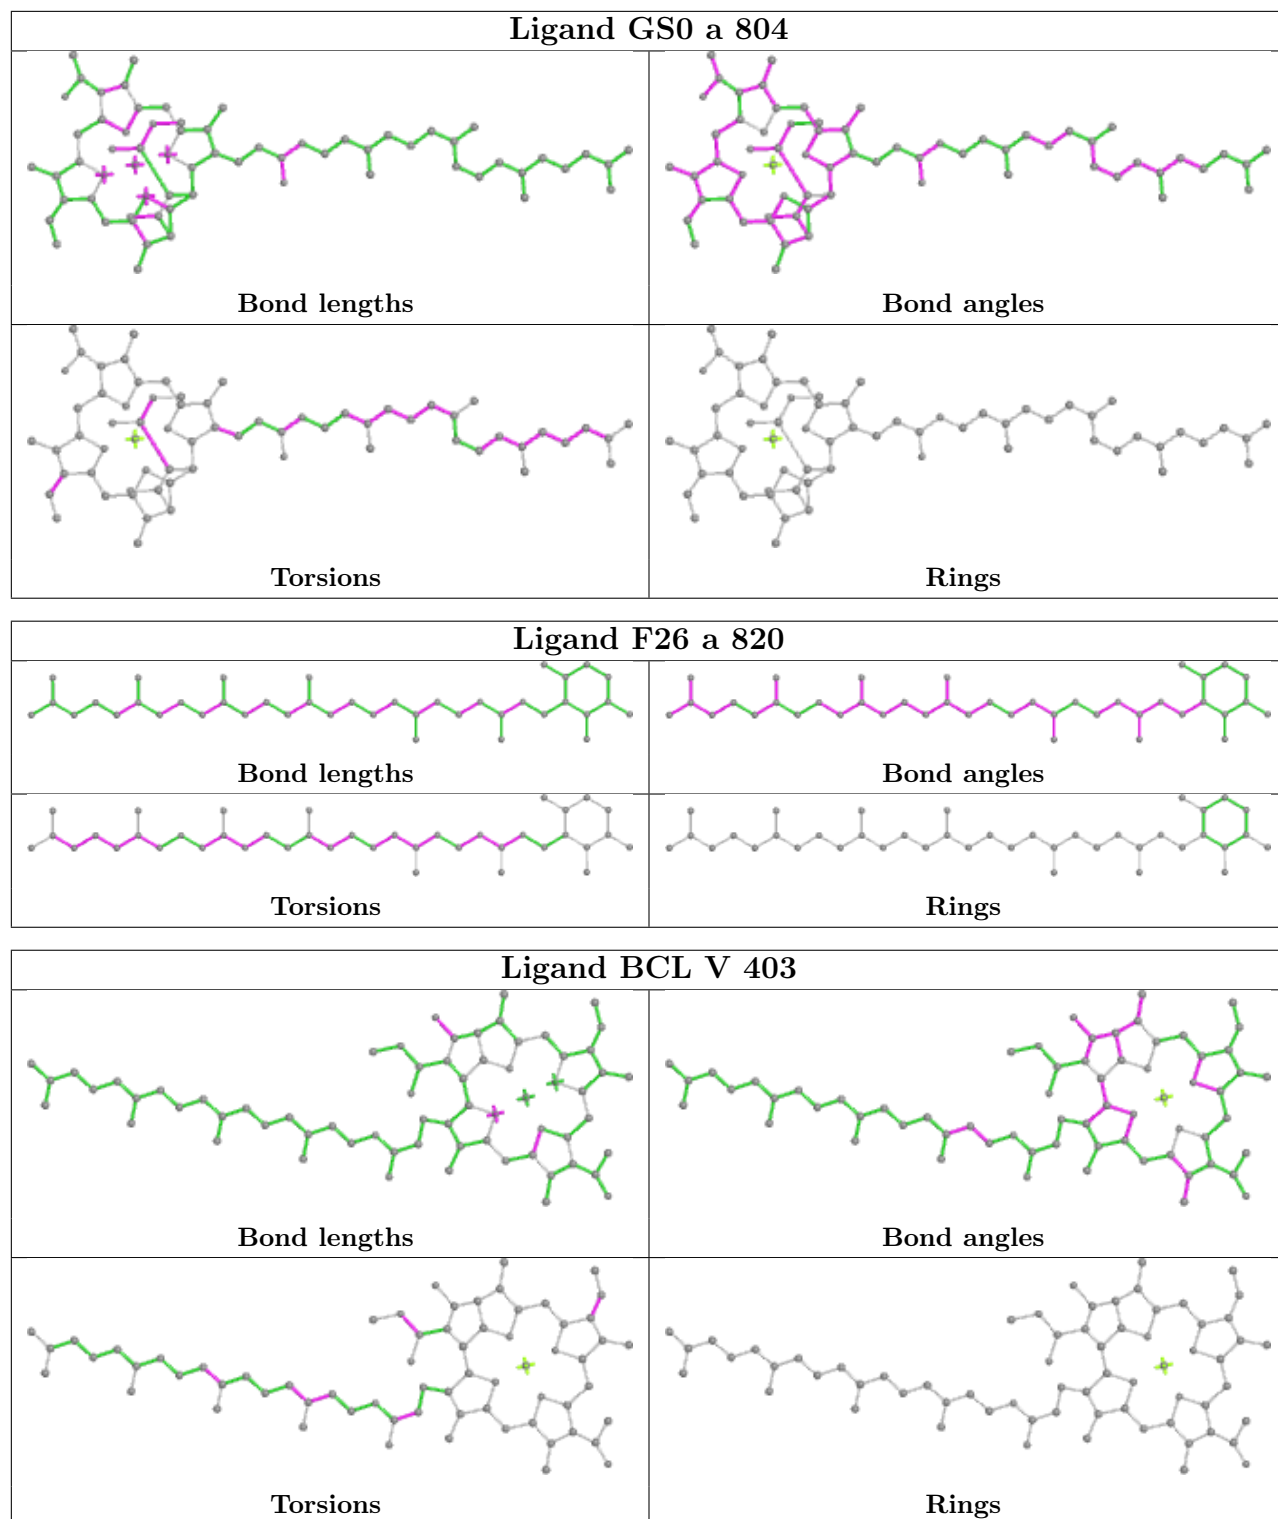 Ligand GS0 a 804
Bond lengths
Bond angles
Torsions
Rings
Ligand F26 a 820
Bond lengths
Bond angles
Torsions
Rings
Ligand BCL V 403
Bond lengths
Bond angles
Torsions
Rings